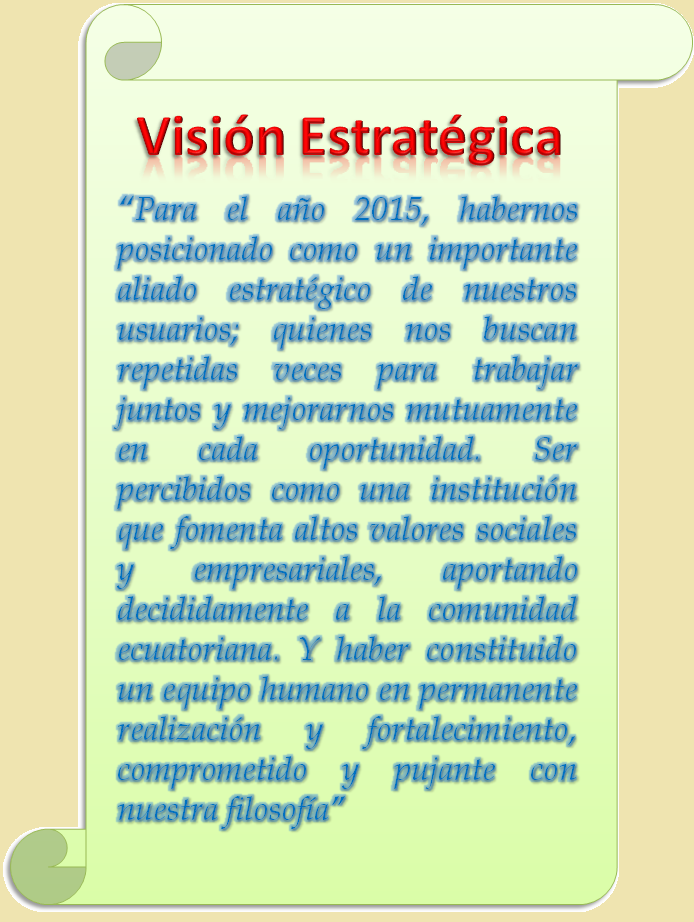 Visión Estratégica
“Para el año 2015, habernos
posicionado como un importante
aliado estratégico de nuestros
usuarios; quienes nos buscan
repetidas veces para trabajar
juntos y mejorarnos mutuamente
en cada oportunidad. Ser
percibidos como una institución
que fomenta altos valores sociales
y empresariales, aportando
decididamente a la comunidad
ecuatoriana. Y haber constituido
un equipo humano en permanente
realización y fortalecimiento,
comprometido y pujante con
nuestra filosofía”